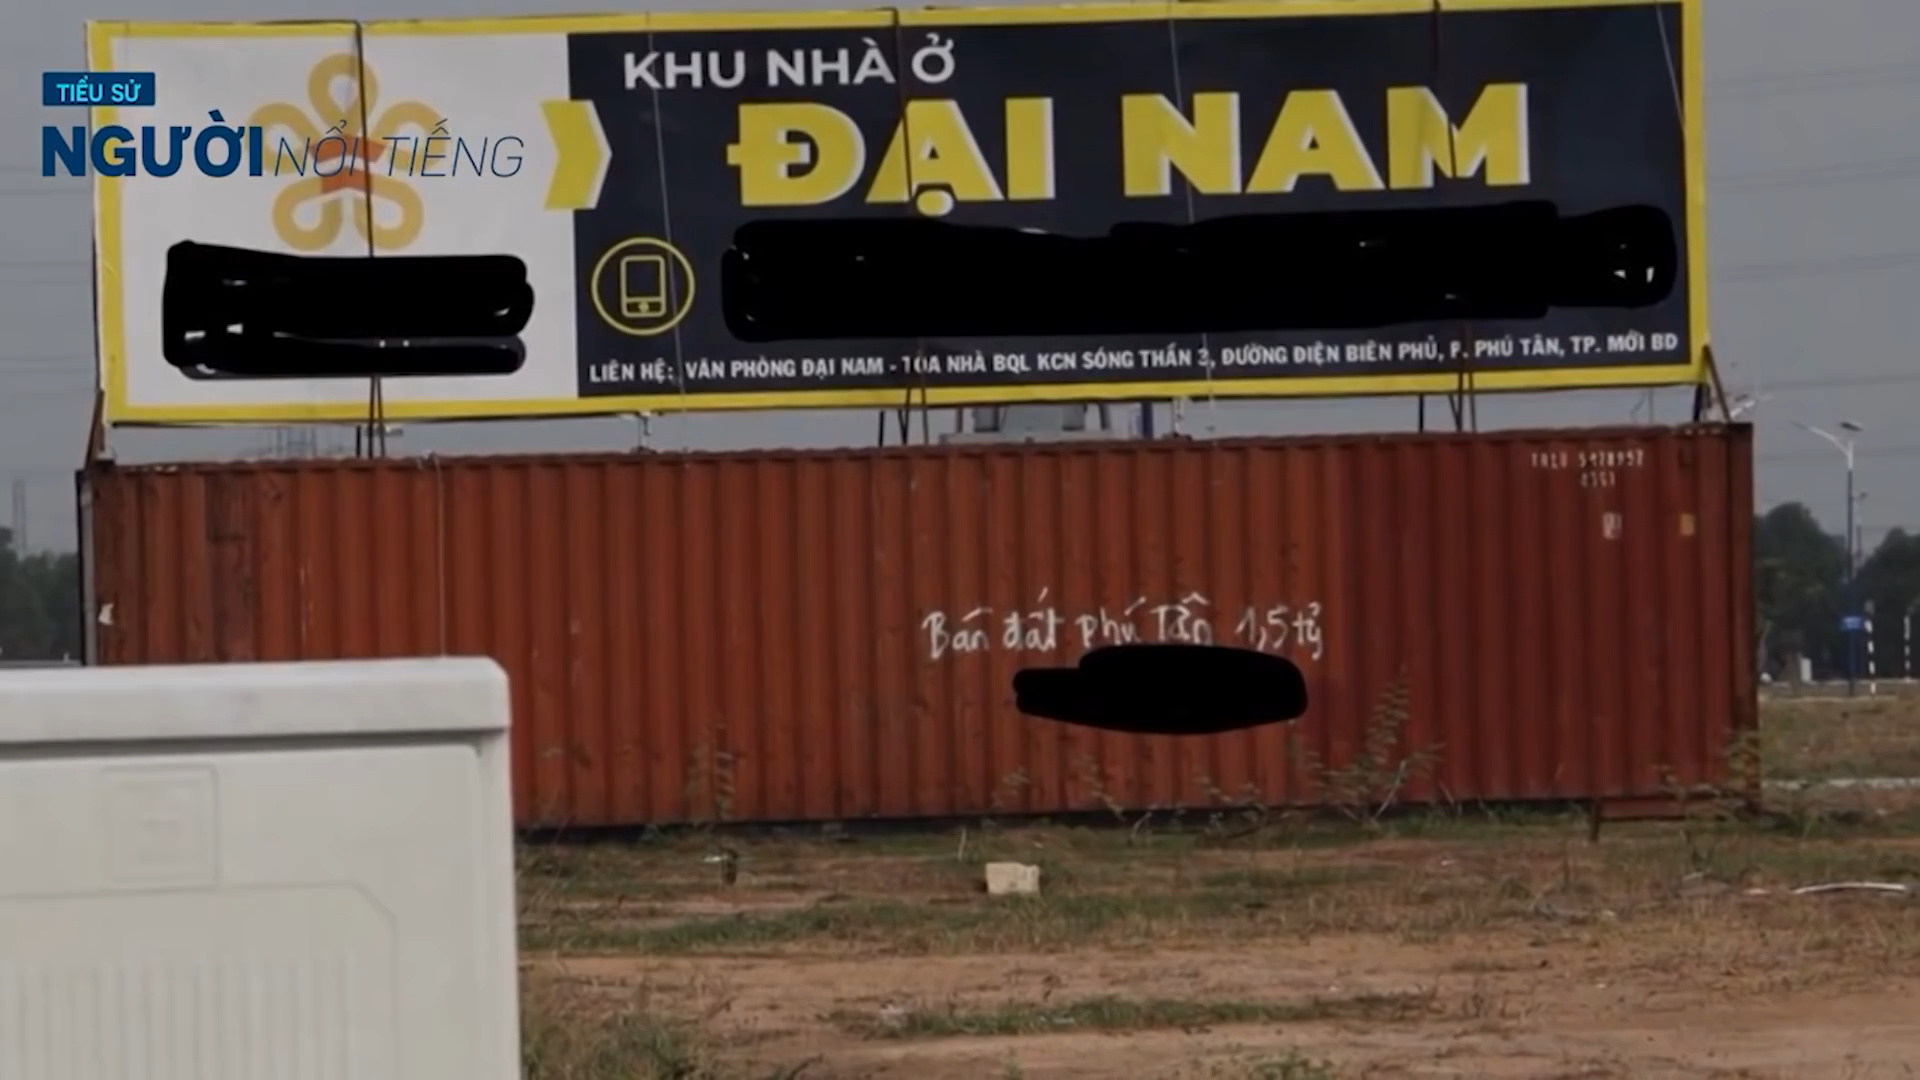 TIỂU SỬ
NGƯỜI NỔI TIẾNG
KHU NHÀ Ở
ĐẠI NAM
LIÊN HỆ: VĂN PHÒNG ĐẠI NAM - TÒA NHÀ BQL KCN SÓNG THẦN 3, ĐƯỜNG ĐIỆN BIÊN PHỦ, P. PHÚ TÂN, TP. MỚI BD
Bán đất phú Tân 1,5 tỷ